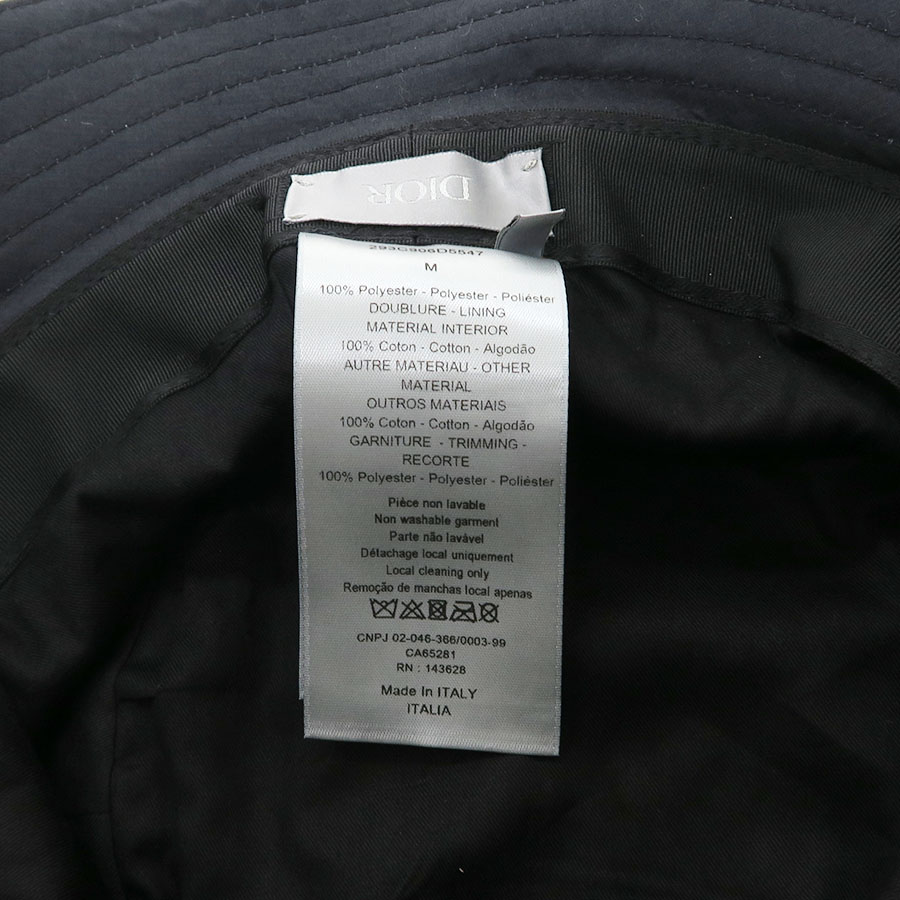 DIOR
293C906D5547
M
100% Polyester - Polyester - Poliéster
DOUBLURE - LINING
MATERIAL INTERIOR
100% Coton - Cotton - Algodão
AUTRE MATERIAU - OTHER
MATERIAL
OUTROS MATERIAIS
100% Coton - Cotton - Algodão
GARNITURE - TRIMMING -
RECORTE
100% Polyester - Polyester - Poliéster
Pièce non lavable
Non washable garment
Parte não lavável
Détachage local uniquement
Local cleaning only
Remoção de manchas local apenas
CNPJ 02-046-366/0003-99
CA65281
RN : 143628
Made In ITALY
ITALIA